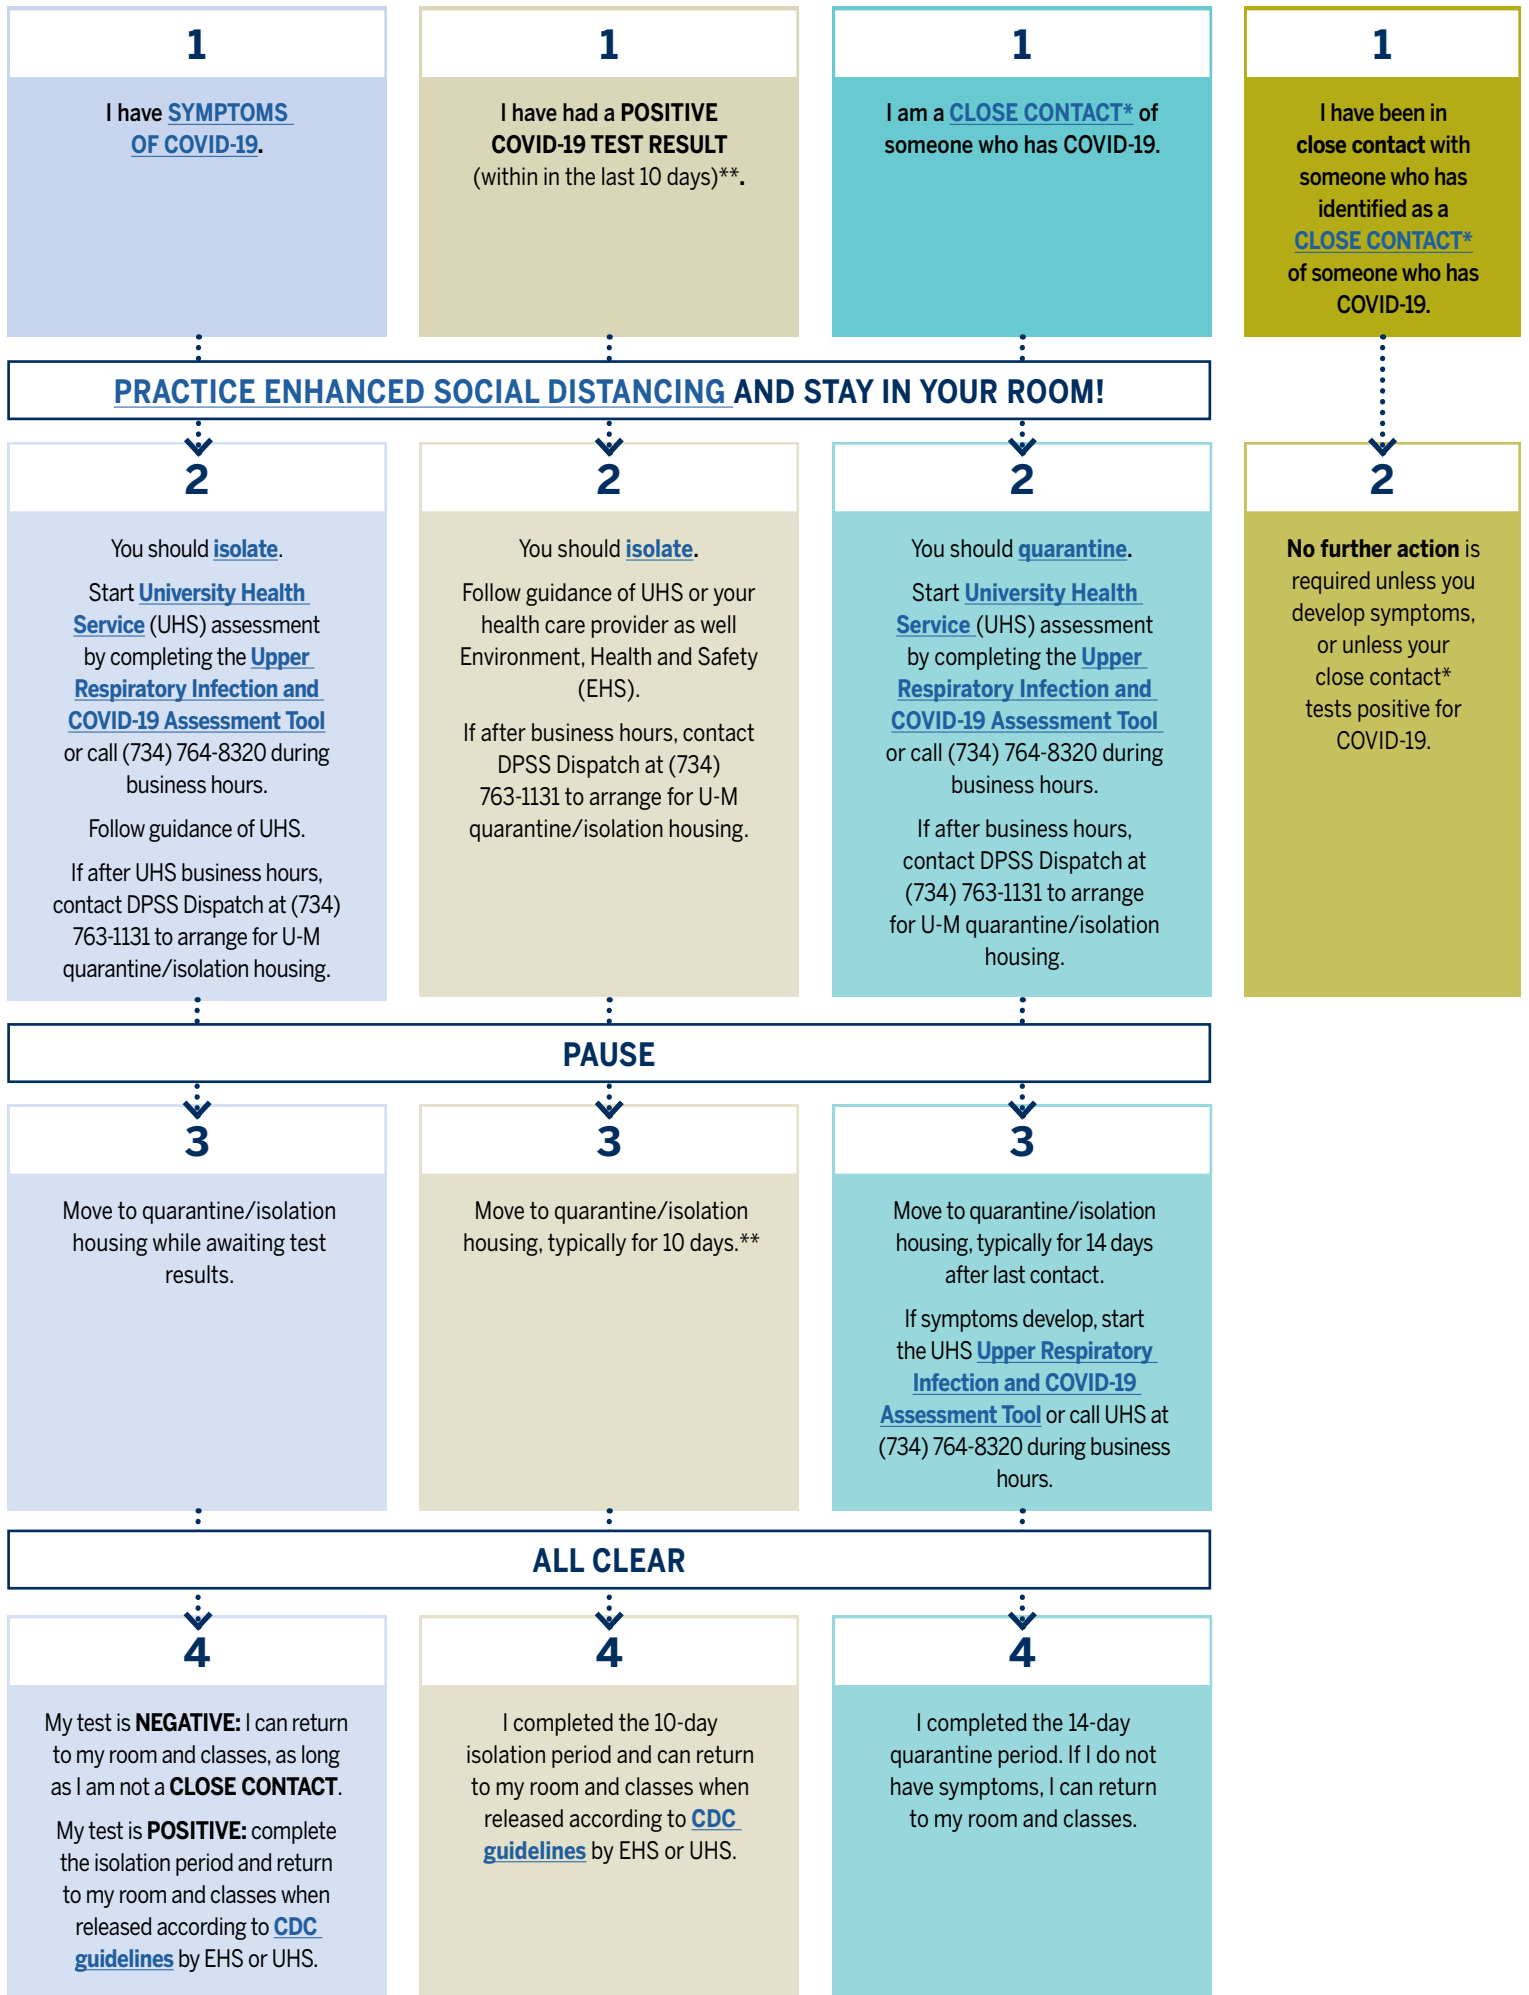 1
I have SYMPTOMS
OF COVID-19.
1
I have had a POSITIVE
COVID-19 TEST RESULT
(within in the last 10 days)**.
1
I am a CLOSE CONTACT* of
someone who has COVID-19.
1
I have been in
close contact with
someone who has
identified as a
CLOSE CONTACT*
of someone who has
COVID-19.
PRACTICE ENHANCED SOCIAL DISTANCING AND STAY IN YOUR ROOM!
2
You should isolate.
Start University Health
Service (UHS) assessment
by completing the Upper
Respiratory Infection and
COVID-19 Assessment Tool
or call (734) 764-8320 during
business hours.
Follow guidance of UHS.
If after UHS business hours,
contact DPSS Dispatch at (734)
763-1131 to arrange for U-M
quarantine/isolation housing.
2
You should isolate.
Follow guidance of UHS or your
health care provider as well
Environment, Health and Safety
(EHS).
If after business hours, contact
DPSS Dispatch at (734)
763-1131 to arrange for U-M
quarantine/isolation housing.
2
You should quarantine.
Start University Health
Service (UHS) assessment
by completing the Upper
Respiratory Infection and
COVID-19 Assessment Tool
or call (734) 764-8320 during
business hours.
If after business hours,
contact DPSS Dispatch at
(734) 763-1131 to arrange
for U-M quarantine/isolation
housing.
2
No further action is
required unless you
develop symptoms,
or unless your
close contact*
tests positive for
COVID-19.
PAUSE
3
Move to quarantine/isolation
housing while awaiting test
results.
3
Move to quarantine/isolation
housing, typically for 10 days.**
3
Move to quarantine/isolation
housing, typically for 14 days
after last contact.
If symptoms develop, start
the UHS Upper Respiratory
Infection and COVID-19
Assessment Tool or call UHS at
(734) 764-8320 during business
hours.
ALL CLEAR
4
My test is NEGATIVE: I can return
to my room and classes, as long
as I am not a CLOSE CONTACT.
My test is POSITIVE: complete
the isolation period and return
to my room and classes when
released according to CDC
guidelines by EHS or UHS.
4
I completed the 10-day
isolation period and can return
to my room and classes when
released according to CDC
guidelines by EHS or UHS.
4
I completed the 14-day
quarantine period. If I do not
have symptoms, I can return
to my room and classes.